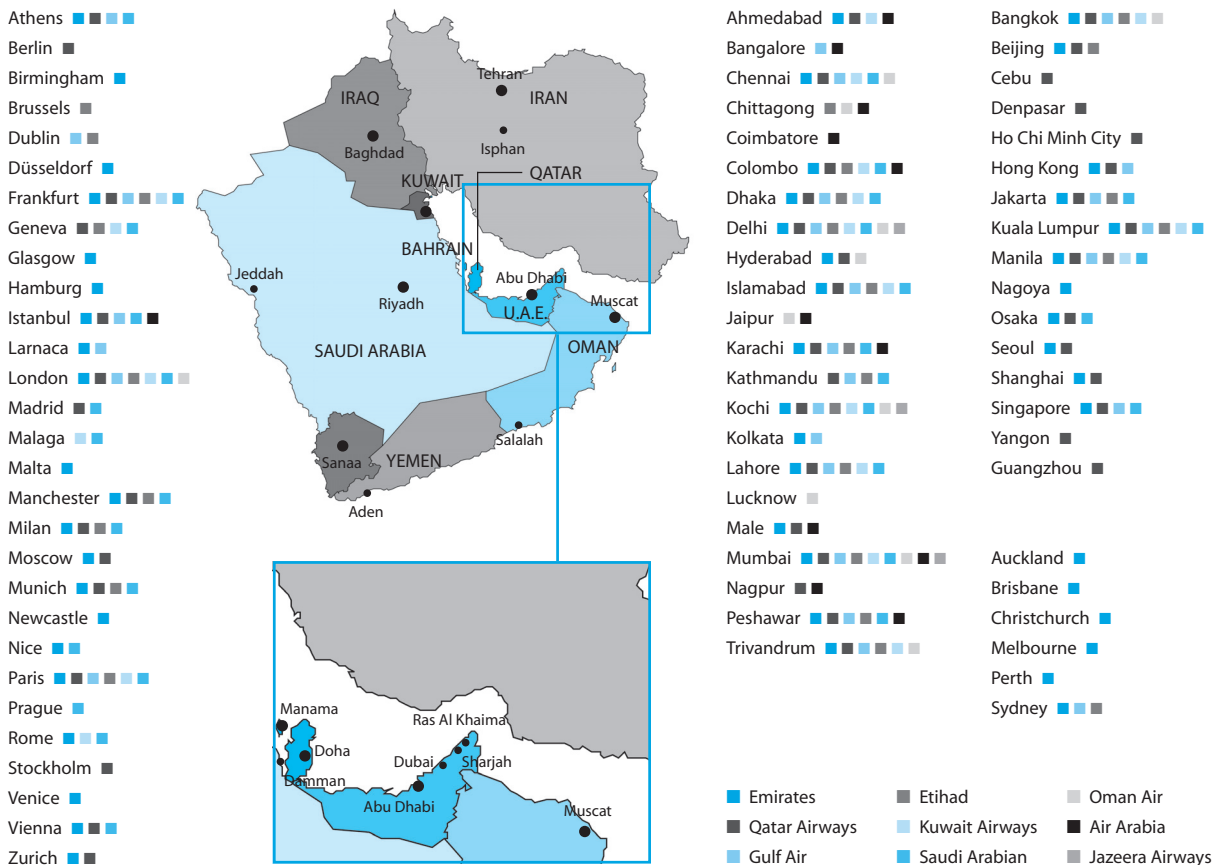 Athens
Berlin
Birmingham
Brussels
Dublin
Düsseldorf
Frankfurt
Geneva
Glasgow
Hamburg
Istanbul
Larnaca
London
Madrid
Malaga
Malta
Manchester
Milan
Moscow
Munich
Newcastle
Nice
Paris
Prague
Rome
Stockholm
Venice
Vienna
Zurich
Tehran
IRAQ
IRAN
Baghdad
Isphan
KUWAIT
QATAR
BAHRAIN
Jeddah
Abu Dhabi
Riyadh
Muscat
U.A.E.
SAUDI ARABIA
OMAN
Salalah
Sanaa
YEMEN
Aden
Manama
Ras Al Khaima
Doha
Dubai
Sharjah
Damman
Abu Dhabi
Muscat
Ahmedabad
Bangalore
Chennai
Chittagong
Coimbatore
Colombo
Dhaka
Delhi
Hyderabad
Islamabad
Jaipur
Karachi
Kathmandu
Kochi
Kolkata
Lahore
Lucknow
Male
Mumbai
Nagpur
Peshawar
Trivandrum
Bangkok
Beijing
Cebu
Denpasar
Ho Chi Minh City
Hong Kong
Jakarta
Kuala Lumpur
Manila
Nagoya
Osaka
Seoul
Shanghai
Singapore
Yangon
Guangzhou
Auckland
Brisbane
Christchurch
Melbourne
Perth
Sydney
Emirates
Qatar Airways
Gulf Air
Etihad
Kuwait Airways
Saudi Arabian
Oman Air
Air Arabia
Jazeera Airways